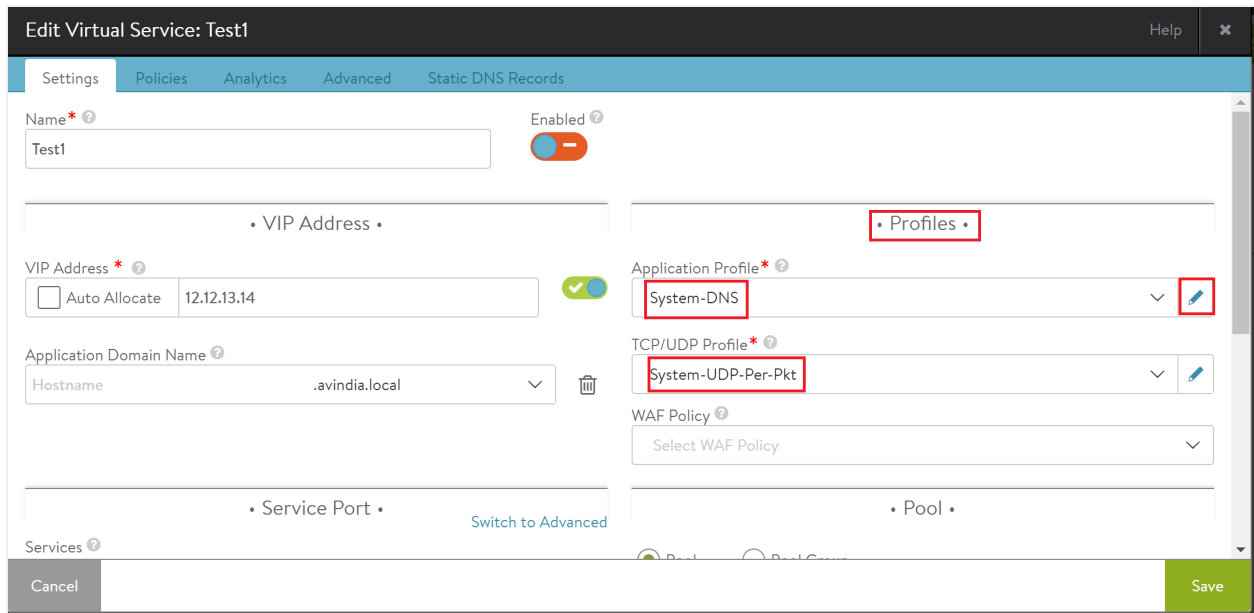 Edit Virtual Service: Test1
Help
Settings Policies Analytics Advanced Static DNS Records
Name* Enabled
Test1
• VIP Address •
VIP Address *
Auto Allocate 12.12.13.14
Application Domain Name
Hostname .avindia.local
• Profiles •
Application Profile*
System-DNS
TCP/UDP Profile*
System-UDP-Per-Pkt
WAF Policy
Select WAF Policy
• Service Port •
Switch to Advanced
Services
• Pool •
Pool Pool Group
Cancel Save